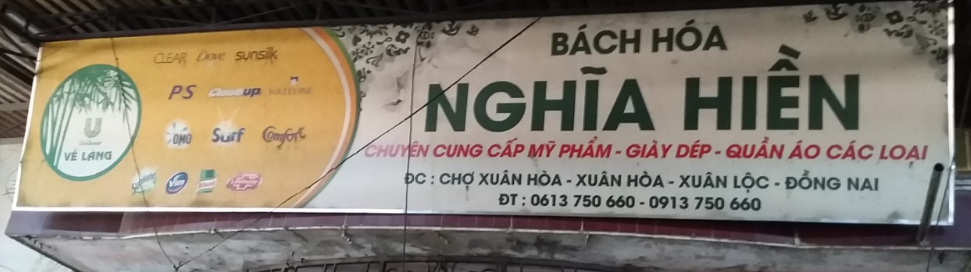 CLEAR Dove sunsilk
P/S Closeup HAZELINE
U
Unilever
VỀ LÀNG
OMO Surf Comfort
Vim
BÁCH HÓA
NGHĨA HIỀN
CHUYÊN CUNG CẤP MỸ PHẨM - GIÀY DÉP - QUẦN ÁO CÁC LOẠI
ĐC : CHỢ XUÂN HÒA - XUÂN HÒA - XUÂN LỘC - ĐỒNG NAI
ĐT : 0613 750 660 - 0913 750 660